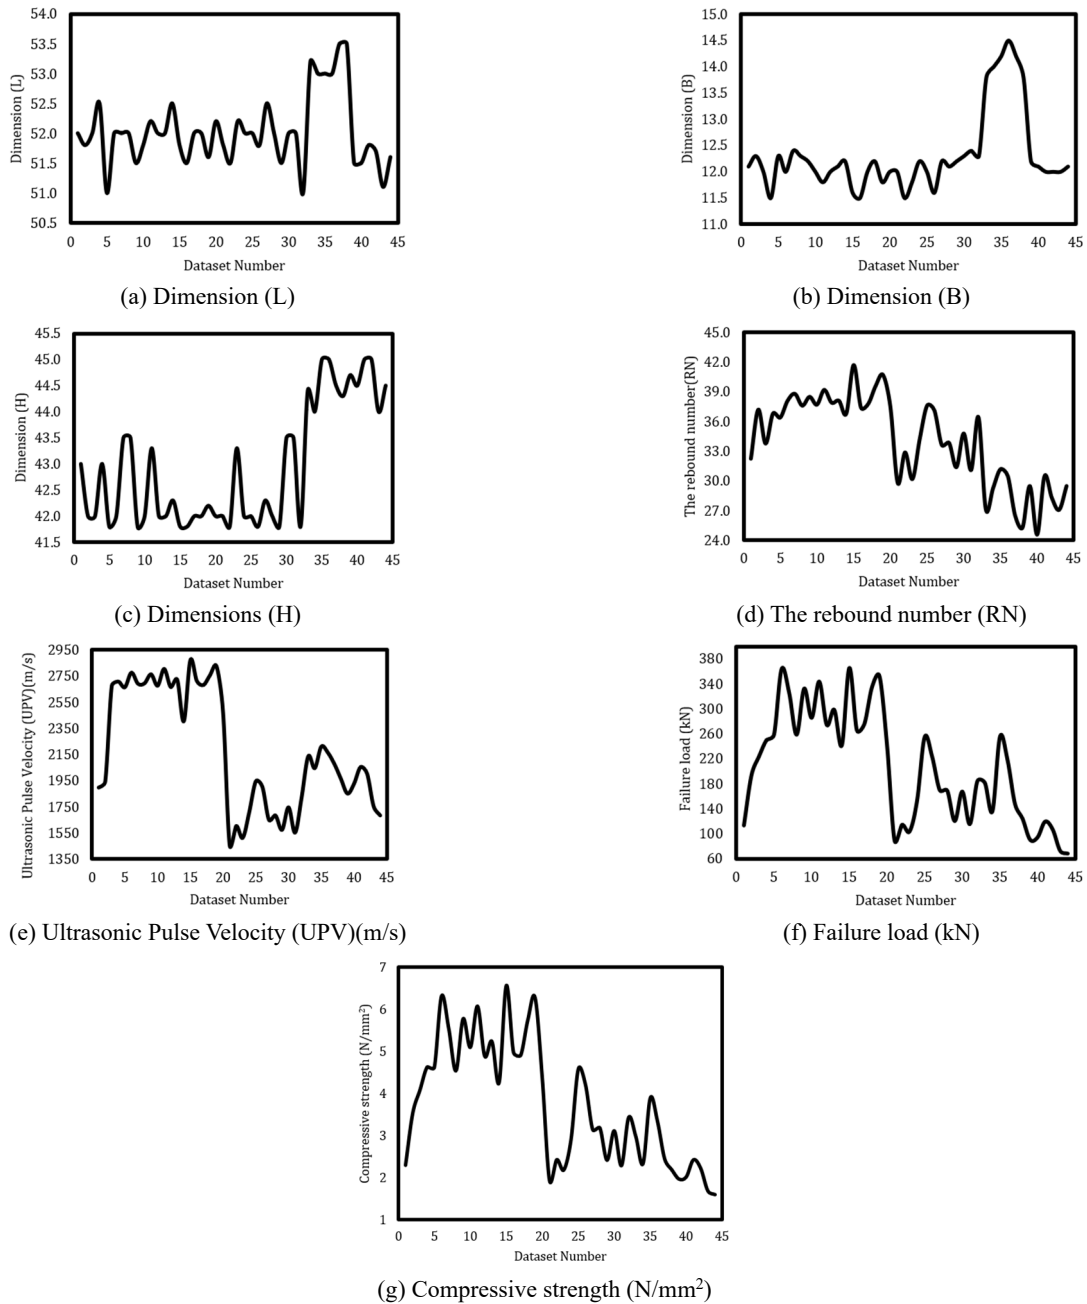 54.0
53.5
53.0
52.5
52.0
51.5
51.0
50.5
Dimension (L)
0 5 10 15 20 25 30 35 40 45
Dataset Number
(a) Dimension (L)
15.0
14.5
14.0
13.5
13.0
12.5
12.0
11.5
11.0
Dimension (B)
0 5 10 15 20 25 30 35 40 45
Dataset Number
(b) Dimension (B)
45.5
45.0
44.5
44.0
43.5
43.0
42.5
42.0
41.5
Dimension (H)
0 5 10 15 20 25 30 35 40 45
Dataset Number
(c) Dimensions (H)
45.0
42.0
39.0
36.0
33.0
30.0
27.0
24.0
The rebound number(RN)
0 5 10 15 20 25 30 35 40 45
Dataset Number
(d) The rebound number (RN)
2950
2750
2550
2350
2150
1950
1750
1550
1350
Ultrasonic Pulse Velocity (UPV)(m/s)
0 5 10 15 20 25 30 35 40 45
Dataset Number
(e) Ultrasonic Pulse Velocity (UPV)(m/s)
380
340
300
260
220
180
140
100
60
Failure load (kN)
0 5 10 15 20 25 30 35 40 45
Dataset Number
(f) Failure load (kN)
7
6
5
4
3
2
1
Compressive strength (N/mm²)
0 5 10 15 20 25 30 35 40 45
Dataset Number
(g) Compressive strength (N/mm²)